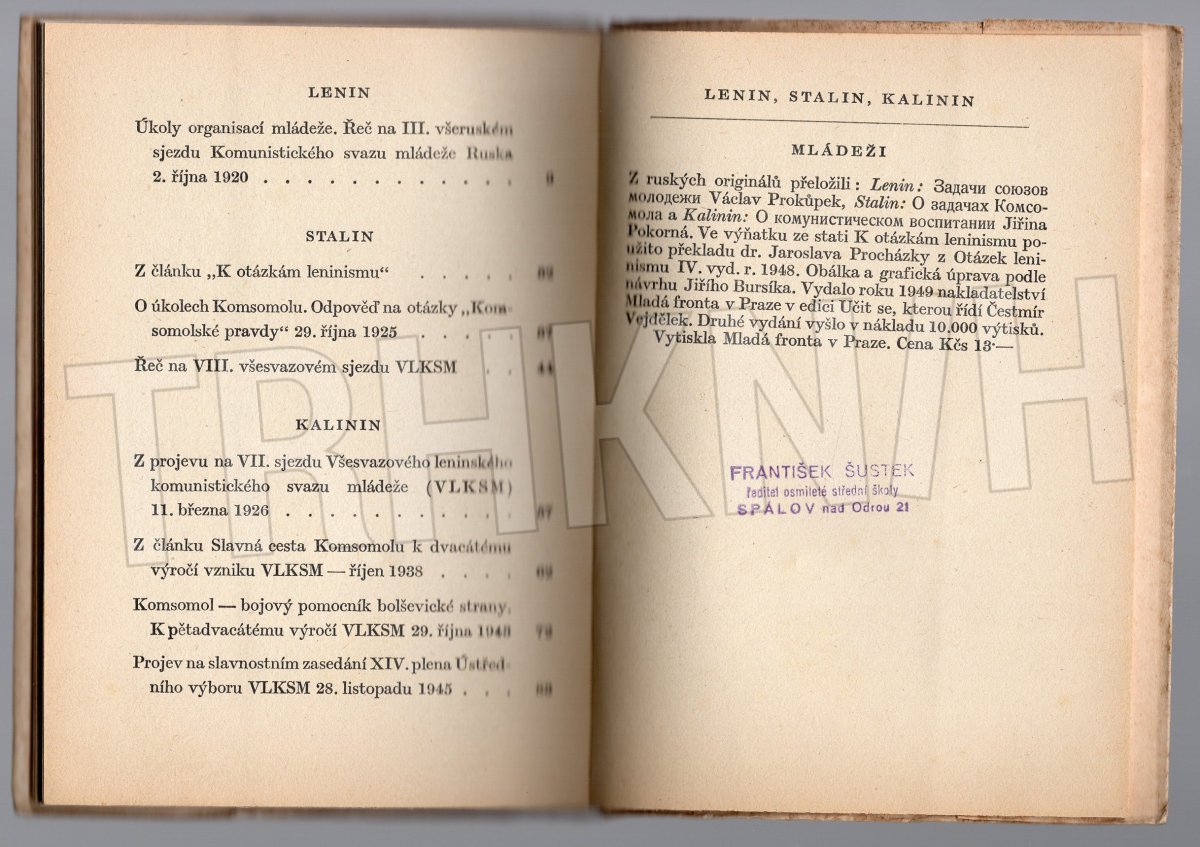 LENIN
Úkoly organisací mládeže. Řeč na III. všeruském
sjezdu Komunistického svazu mládeže Ruska
2. října 1920 . . . . . . . . . . . .
STALIN
Z článku „K otázkám leninismu“ . . . . .
O úkolech Komsomolu. Odpověď na otázky „Kom-
somolské pravdy“ 29. října 1925 . . . . .
Řeč na VIII. všesvazovém sjezdu VLKSM . . 44
KALININ
Z projevu na VII. sjezdu Všesvazového leninského
komunistického svazu mládeže (VLKSM)
11. března 1926 . . . . . . . . . . .
Z článku Slavná cesta Komsomolu k dvacátému
výročí vzniku VLKSM — říjen 1938 . . . .
Komsomol — bojový pomocník bolševické strany.
K pětadvacátému výročí VLKSM 29. října
Projev na slavnostním zasedání XIV. plena Ústřed-
ního výboru VLKSM 28. listopadu 1945 . . .
LENIN, STALIN, KALININ
MLÁDEŽI
Z ruských originálů přeložili: Lenin: Задачи союзов
молодежи Václav Prokůpek, Stalin: О задачах Комсо-
мола a Kalinin: О коммунистическом воспитании Jiřina
Pokorná. Ve výňatku ze stati K otázkám leninismu po-
užito překladu dr. Jaroslava Procházky z Otázek leni-
nismu IV. vyd. r. 1948. Obálka a grafická úprava podle
návrhu Jiřího Bursíka. Vydalo roku 1949 nakladatelství
Mladá fronta v Praze v edici Učit se, kterou řídí Čestmír
Vejdělek. Druhé vydání vyšlo v nákladu 10.000 výtisků.
Vytiskla Mladá fronta v Praze. Cena Kčs 13·—
FRANTIŠEK ŠUSTEK
ředitel osmileté střední školy
SPÁLOV nad Odrou 21
TRHKNIH